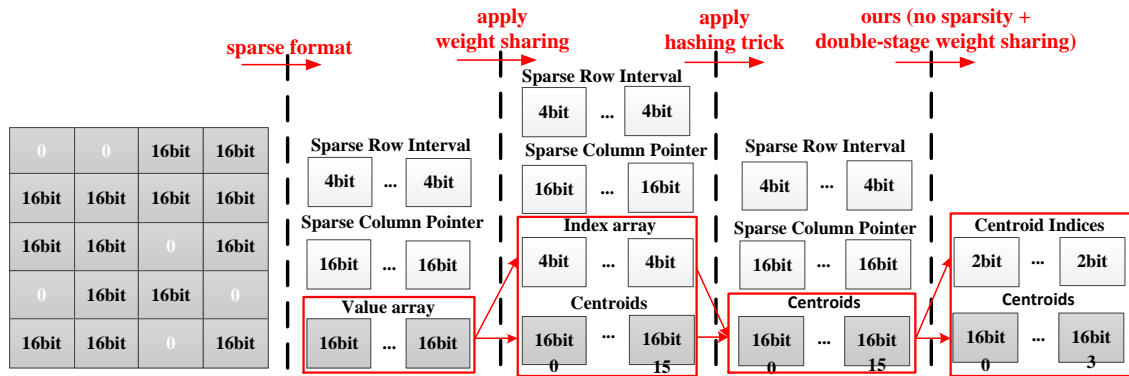 sparse format
apply
weight sharing
apply
hashing trick
ours (no sparsity +
double-stage weight sharing)
0 0 16bit 16bit
16bit 16bit 16bit 16bit
16bit 16bit 0 16bit
0 16bit 16bit 0
16bit 16bit 0 16bit
Sparse Row Interval
4bit ... 4bit
Sparse Column Pointer
16bit ... 16bit
Value array
16bit ... 16bit
Sparse Row Interval
4bit ... 4bit
Sparse Column Pointer
16bit ... 16bit
Index array
4bit ... 4bit
Centroids
16bit ... 16bit
0 15
Sparse Row Interval
4bit ... 4bit
Sparse Column Pointer
16bit ... 16bit
Centroids
16bit ... 16bit
0 15
Centroid Indices
2bit ... 2bit
Centroids
16bit ... 16bit
0 3